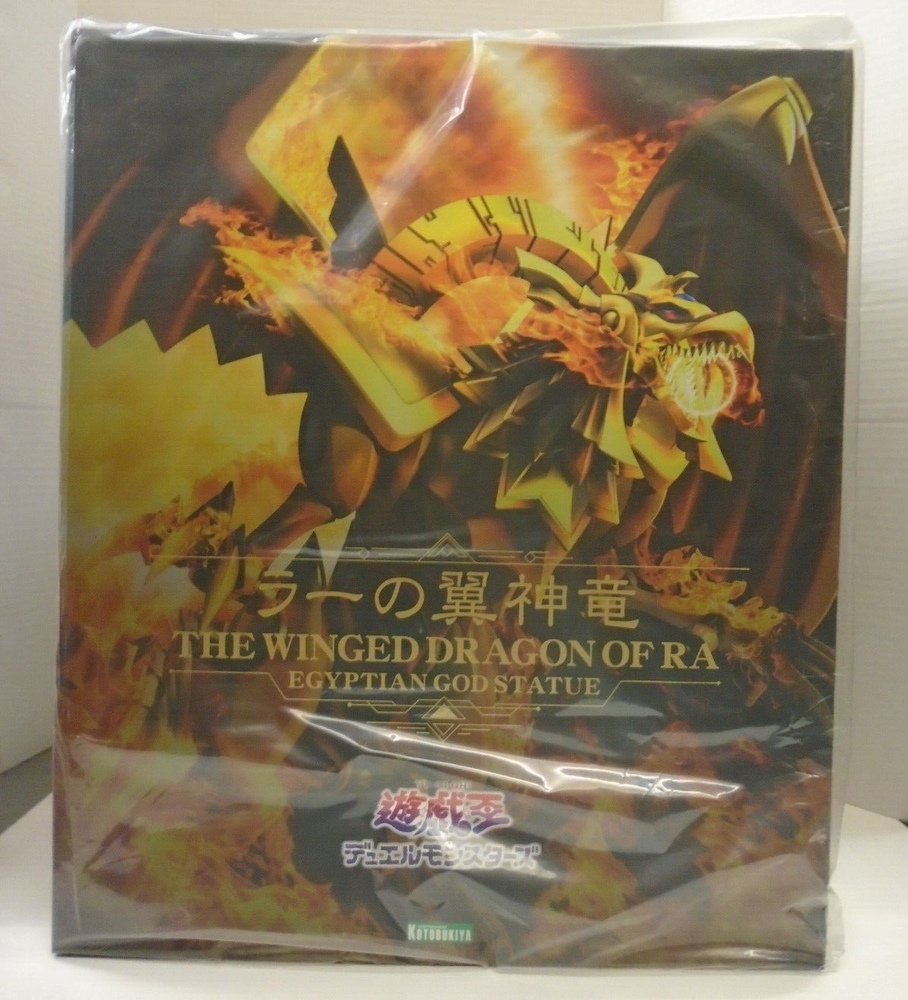 ラーの翼神竜
THE WINGED DRAGON OF RA
EGYPTIAN GOD STATUE
遊戯王
デュエルモンスターズ
KOTOBUKIYA